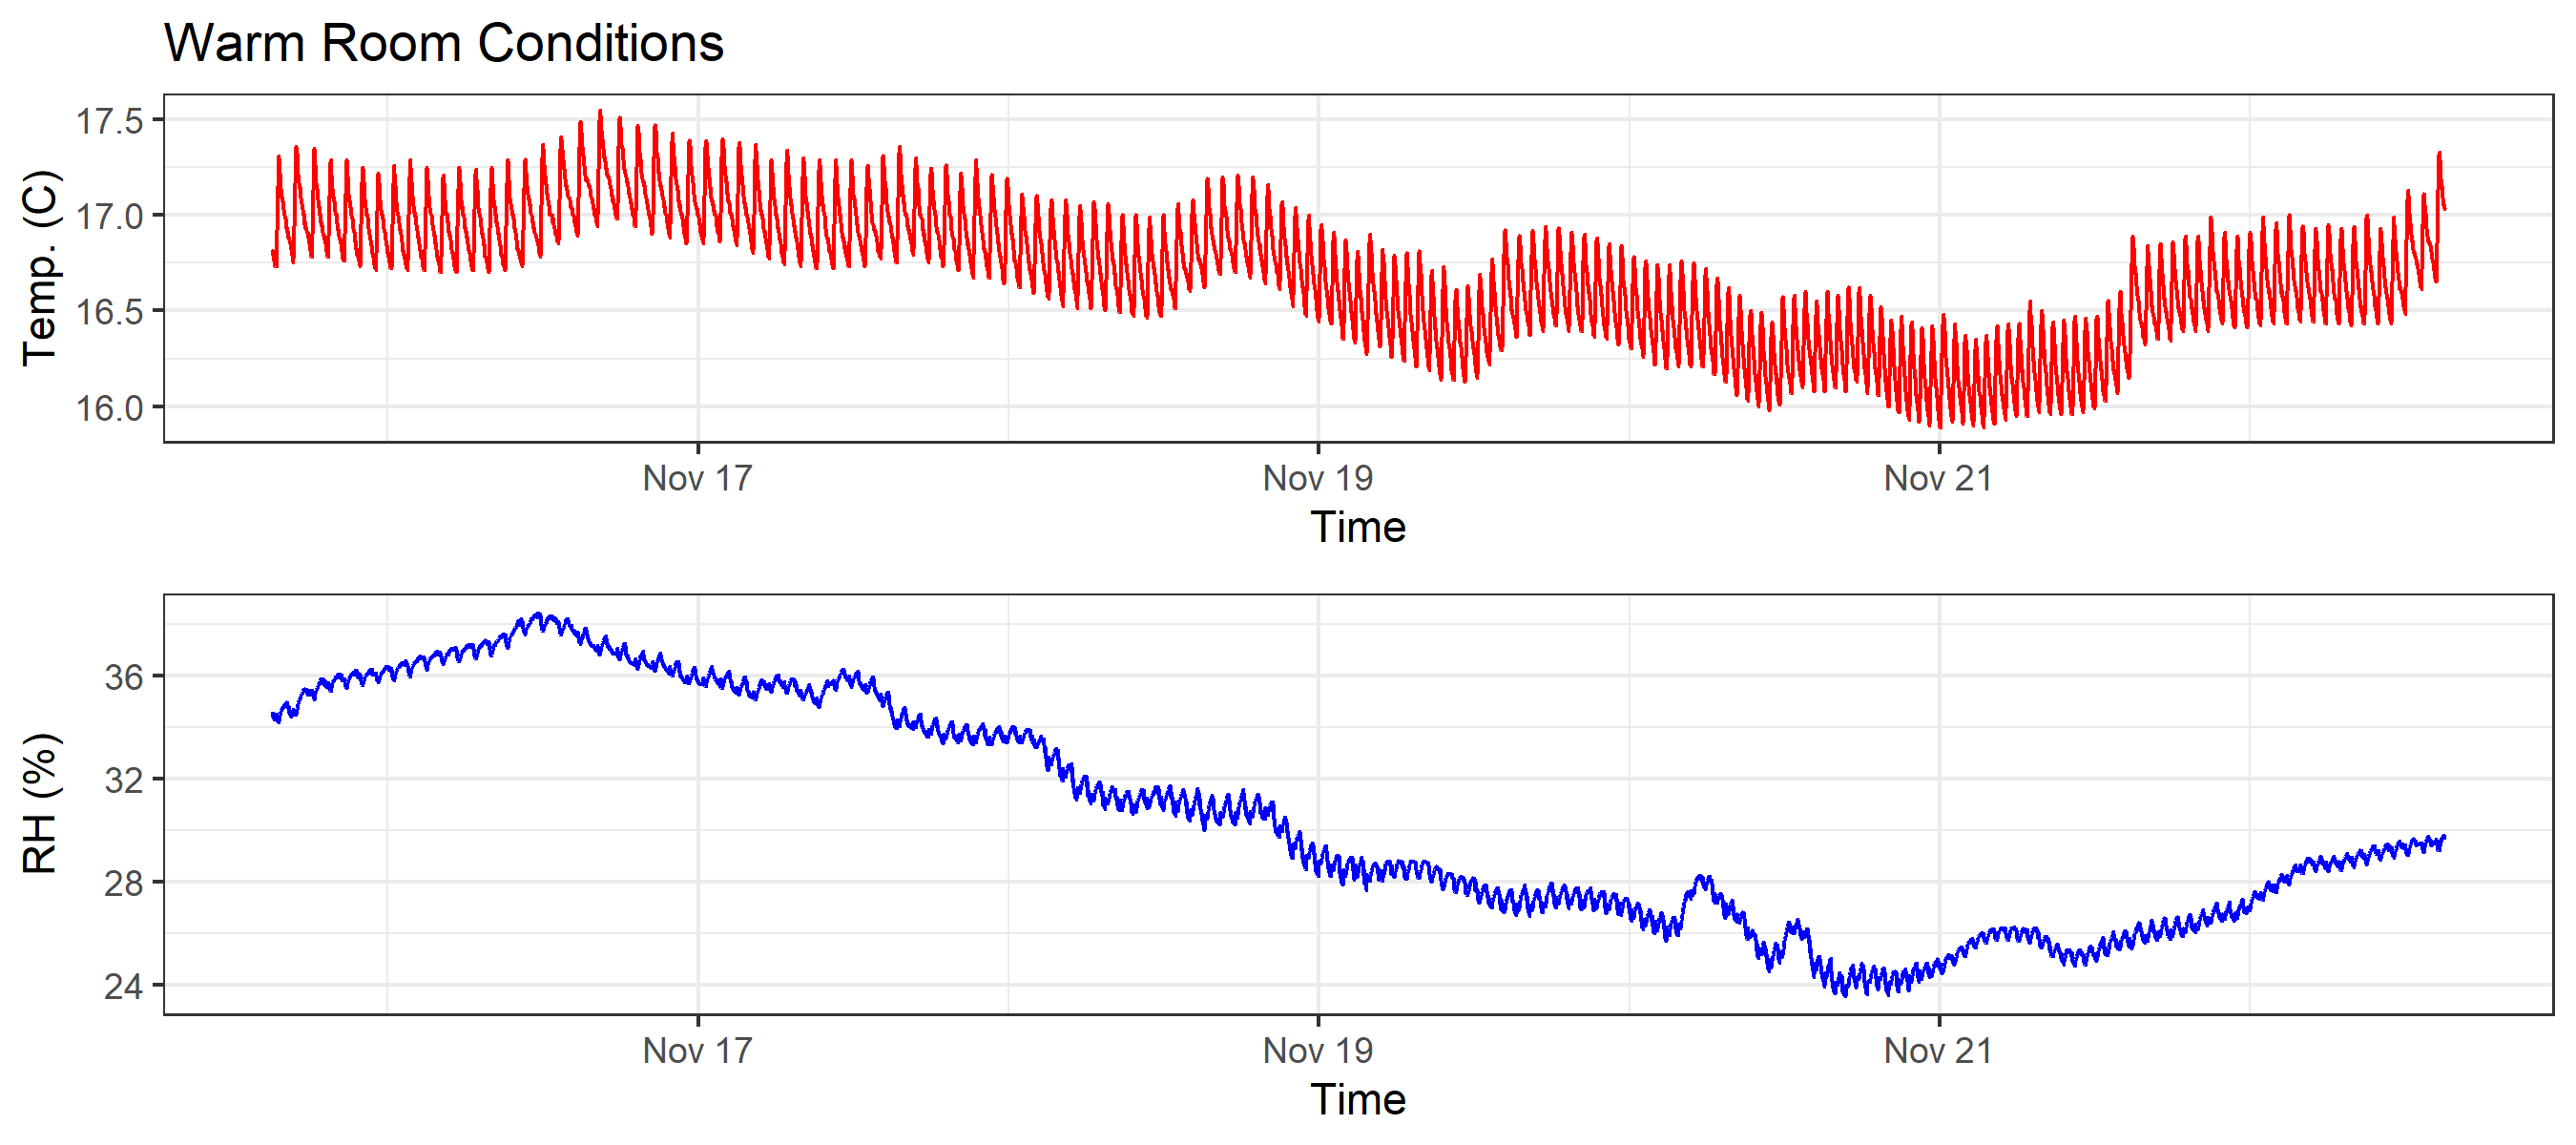 Warm Room Conditions
Temp. (C)
17.5
17.0
16.5
16.0
Nov 17 Nov 19 Nov 21
Time
RH (%)
36
32
28
24
Nov 17 Nov 19 Nov 21
Time